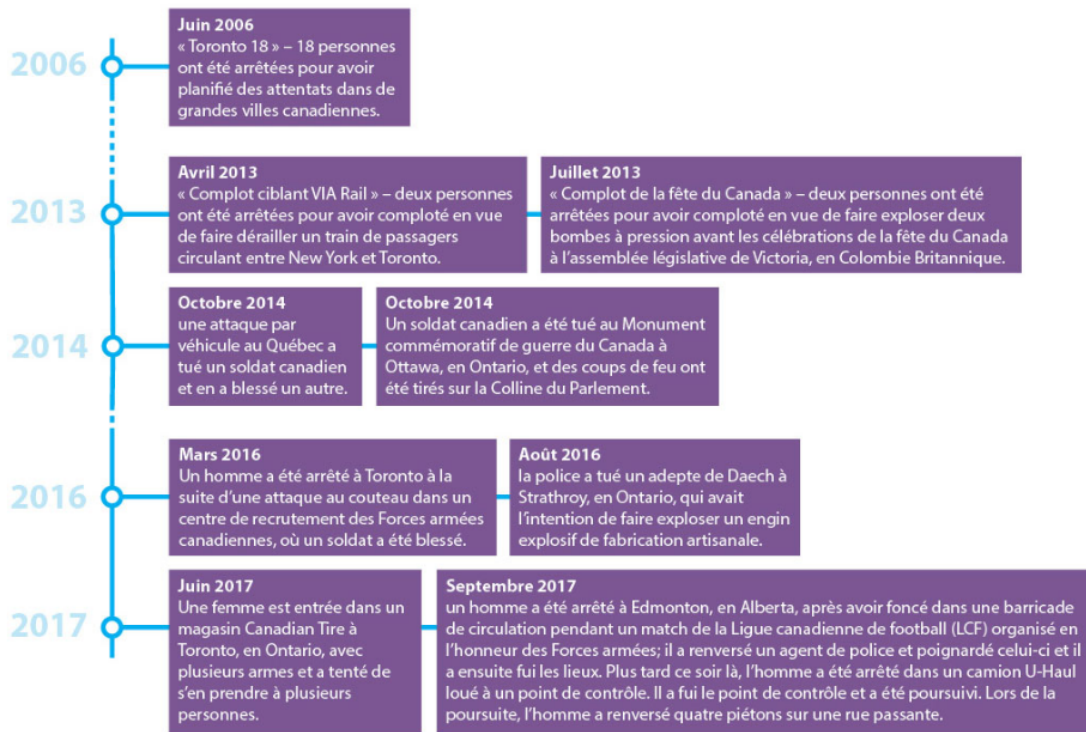 2006
Juin 2006
« Toronto 18 » – 18 personnes
ont été arrêtées pour avoir
planifié des attentats dans de
grandes villes canadiennes.
2013
Avril 2013
« Complot ciblant VIA Rail » – deux personnes
ont été arrêtées pour avoir comploté en vue
de faire dérailler un train de passagers
circulant entre New York et Toronto.
Juillet 2013
« Complot de la fête du Canada » – deux personnes ont été
arrêtées pour avoir comploté en vue de faire exploser deux
bombes à pression avant les célébrations de la fête du Canada
à l’assemblée législative de Victoria, en Colombie Britannique.
2014
Octobre 2014
une attaque par
véhicule au Québec a
tué un soldat canadien
et en a blessé un autre.
Octobre 2014
Un soldat canadien a été tué au Monument
commémoratif de guerre du Canada à
Ottawa, en Ontario, et des coups de feu ont
été tirés sur la Colline du Parlement.
2016
Mars 2016
Un homme a été arrêté à Toronto à la
suite d’une attaque au couteau dans un
centre de recrutement des Forces armées
canadiennes, où un soldat a été blessé.
Août 2016
la police a tué un adepte de Daech à
Strathroy, en Ontario, qui avait
l’intention de faire exploser un engin
explosif de fabrication artisanale.
2017
Juin 2017
Une femme est entrée dans un
magasin Canadian Tire à
Toronto, en Ontario, avec
plusieurs armes et a tenté de
s’en prendre à plusieurs
personnes.
Septembre 2017
un homme a été arrêté à Edmonton, en Alberta, après avoir foncé dans une barricade
de circulation pendant un match de la Ligue canadienne de football (LCF) organisé en
l’honneur des Forces armées; il a renversé un agent de police et poignardé celui-ci et il
a ensuite fui les lieux. Plus tard ce soir là, l’homme a été arrêté dans un camion U-Haul
loué à un point de contrôle. Il a fui le point de contrôle et a été poursuivi. Lors de la
poursuite, l’homme a renversé quatre piétons sur une rue passante.